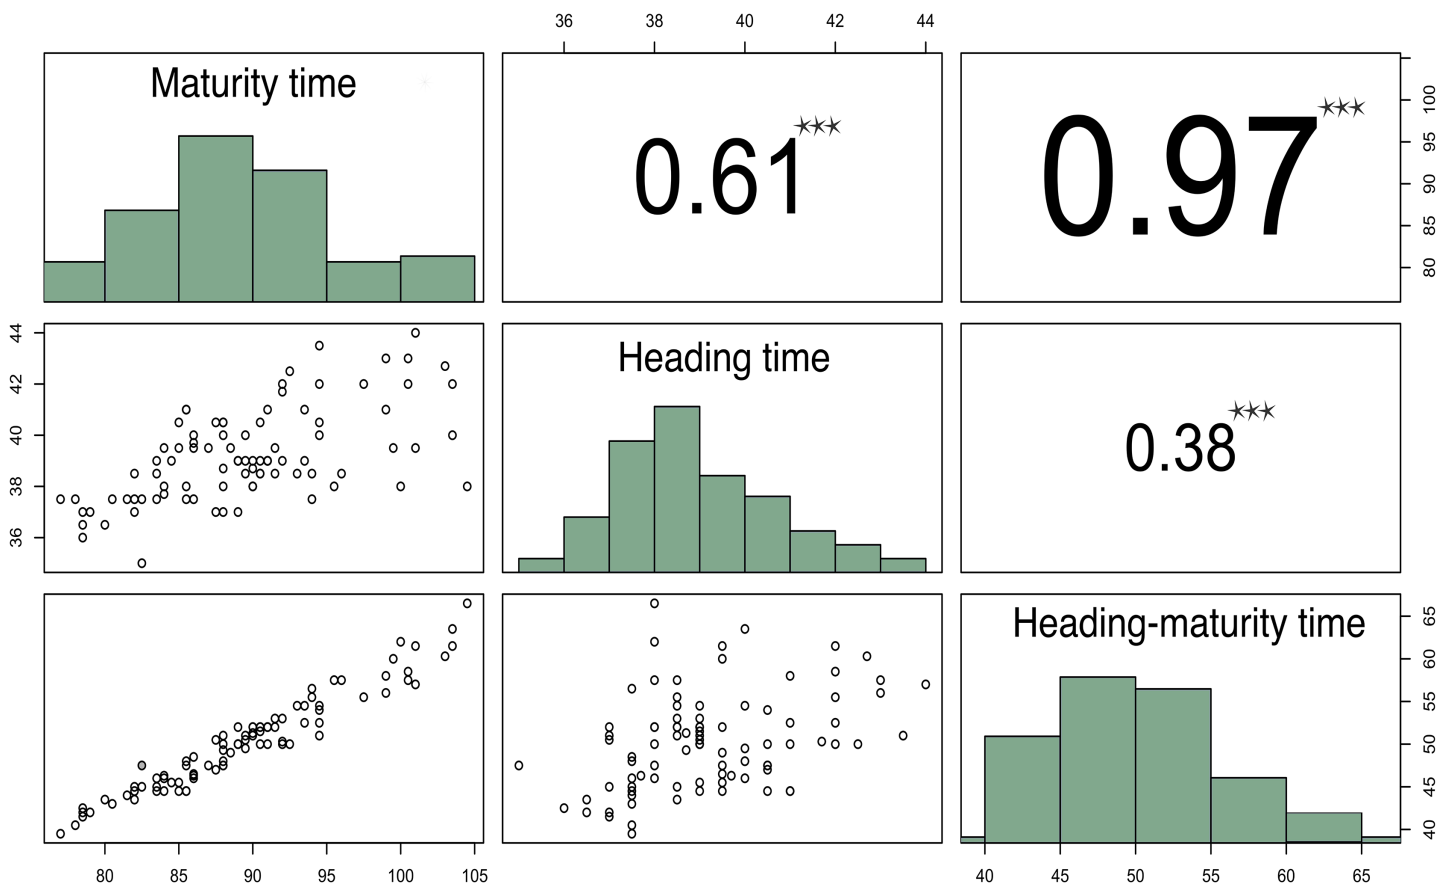 36 38 40 42 44
Maturity time
0.61***
0.97***
80 85 90 95 100
36 38 40 42 44
Heading time
0.38***
Heading-maturity time
40 45 50 55 60 65
80 85 90 95 100 105
40 45 50 55 60 65